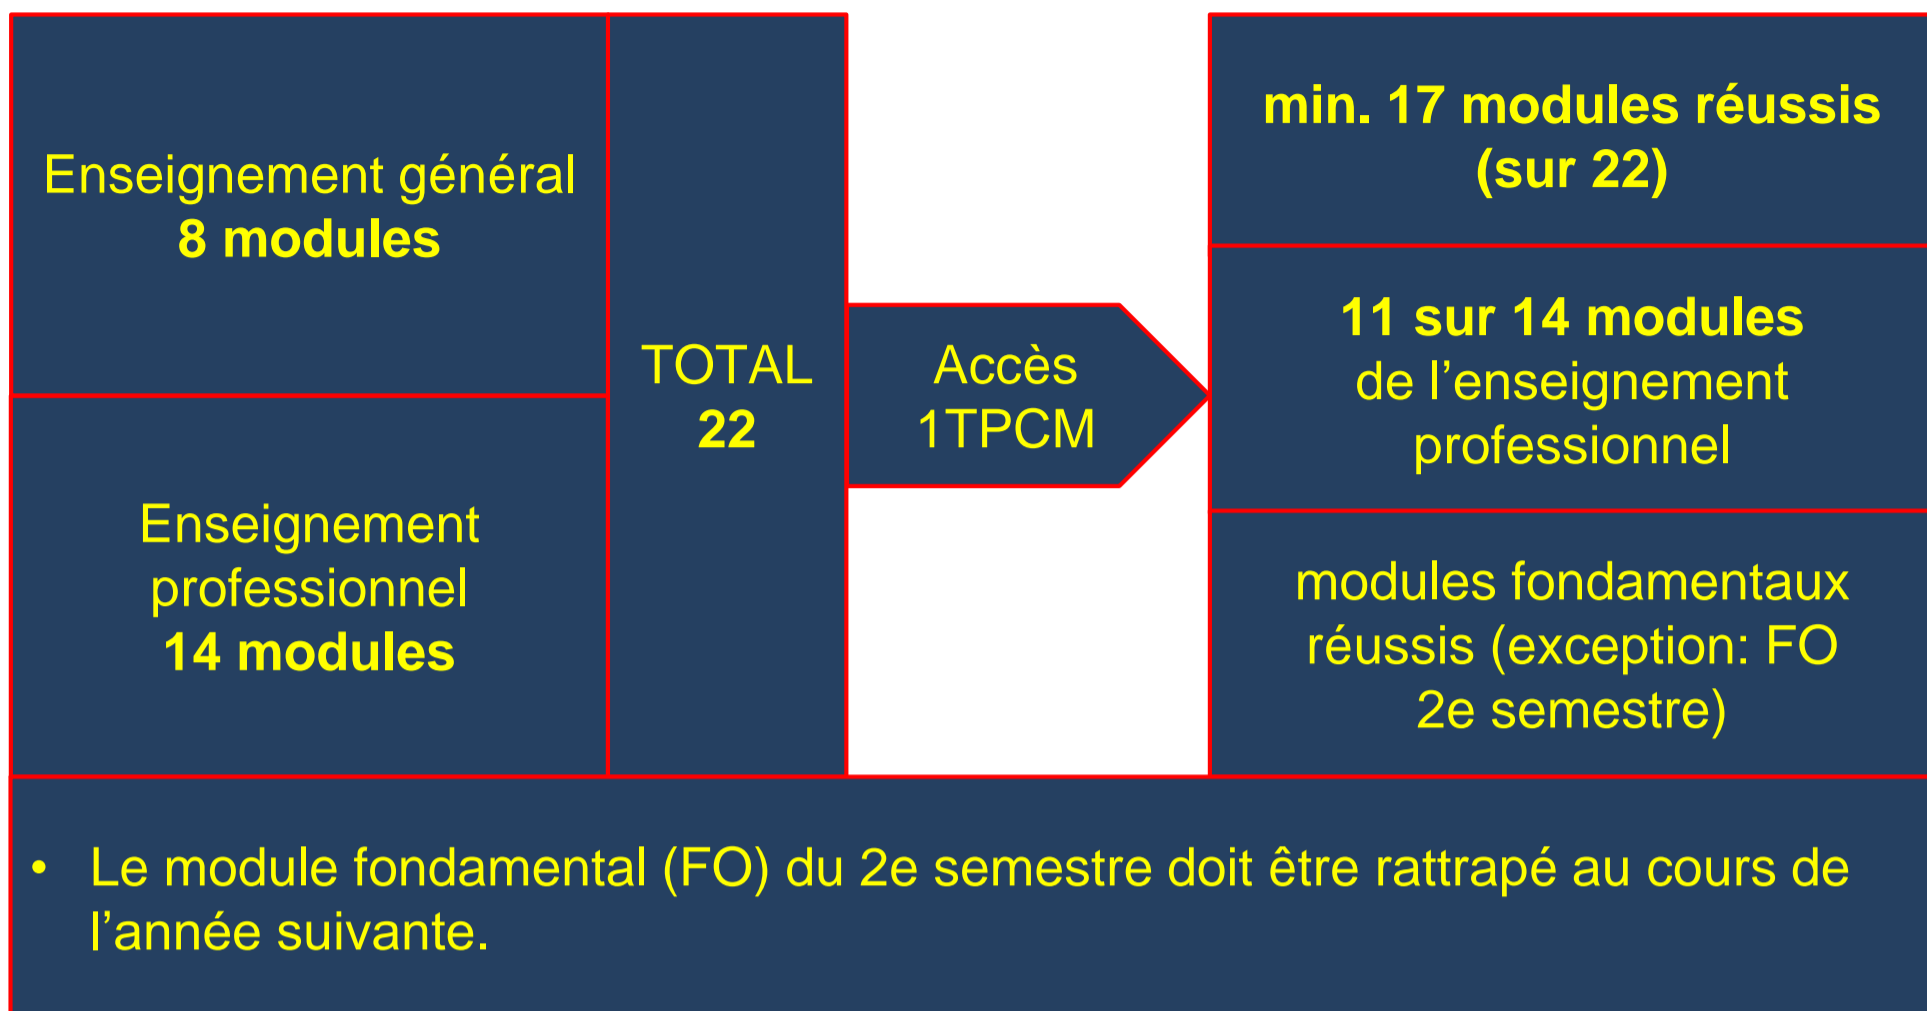 Enseignement général
8 modules
Enseignement
professionnel
14 modules
TOTAL
22
Accès
1TPCM
min. 17 modules réussis
(sur 22)
11 sur 14 modules
de l’enseignement
professionnel
modules fondamentaux
réussis (exception: FO
2e semestre)
• Le module fondamental (FO) du 2e semestre doit être rattrapé au cours de
l’année suivante.